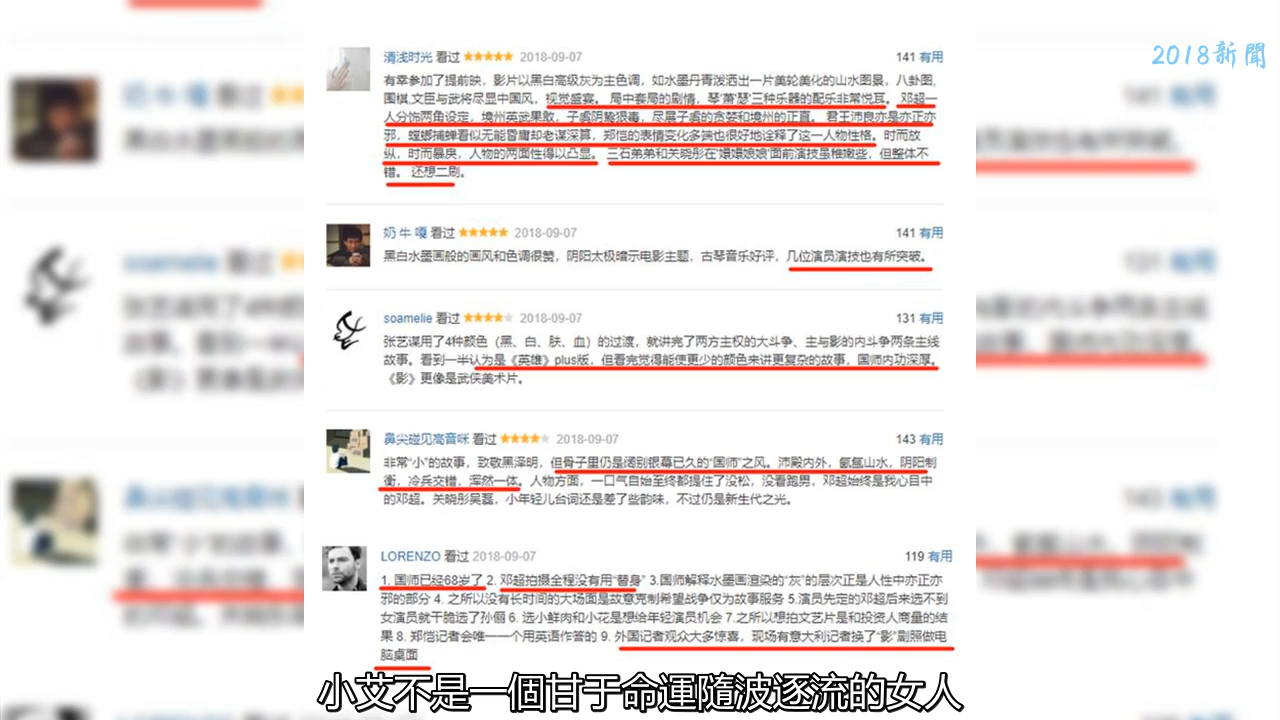 2018新聞
清浅时光 看过 ★★★★★ 2018-09-07 141 有用
有幸参加了提前映，影片以黑白高级灰为主色调，如水墨丹青泼洒出一片美轮美化的山水图景，八卦图,
围棋,文臣与武将尽显中国风，视觉盛宴。 局中套局的剧情，琴'萧'瑟'三种乐器的配乐非常悦耳。 邓超一
人分饰两角设定，境州英武果敢，子虞阴鸷狠毒，尽展子虞的贪婪和境州的正直。 君王沛良亦是亦正亦
邪，螳螂捕蝉看似无能昏庸却老谋深算，郑恺的表情变化多端也很好地诠释了这一人物性格。时而放
纵，时而暴戾，人物的两面性得以凸显。 三石弟弟和关晓彤在'嬛嬛娘娘'面前演技虽稚嫩些，但整体不
错。 还想二刷。
奶 牛 嘎 看过 ★★★★★ 2018-09-07 141 有用
黑白水墨画般的画风和色调很赞，阴阳太极暗示电影主题，古琴音乐好评，几位演员演技也有所突破。
soamelie 看过 ★★★★★ 2018-09-07 131 有用
张艺谋用了4种颜色（黑、白、肤、血）的过渡，就讲完了两方主权的大斗争、主与影的内斗争两条主线
故事。看到一半认为是《英雄》plus版，但看完觉得能使更少的颜色来讲更复杂的故事，国师内功深厚。
《影》更像是武侠美术片。
鼻尖碰见高音咪 看过 ★★★★★ 2018-09-07 143 有用
非常“小”的故事，致敬黑泽明，但骨子里仍是阔别银幕已久的“国师”之风。沛殿内外，氤氲山水，阴阳制
衡，冷兵交错，浑然一体。人物方面，一口气自始至终都提住了没松，没看跑男，邓超始终是我心目中
的邓超。关晓彤吴磊，小年轻儿台词还是差了些韵味，不过仍是新生代之光。
LORENZO 看过 2018-09-07 119 有用
1. 国师已经68岁了 2. 邓超拍摄全程没有用“替身” 3.国师解释水墨画渲染的“灰”的层次正是人性中亦正亦
邪的部分 4. 之所以没有长时间的大场面是故意克制希望战争仅为故事服务 5.演员先定的邓超后来选不到
女演员就干脆选了孙俪 6. 选小鲜肉和小花是想给年轻演员机会 7.之所以想拍文艺片是和投资人商量的结
果 8. 郑恺记者会唯一一个用英语作答的 9. 外国记者观众大多惊喜，现场有意大利记者换了“影”剧照做电
脑桌面
小艾不是一個甘于命運隨波逐流的女人